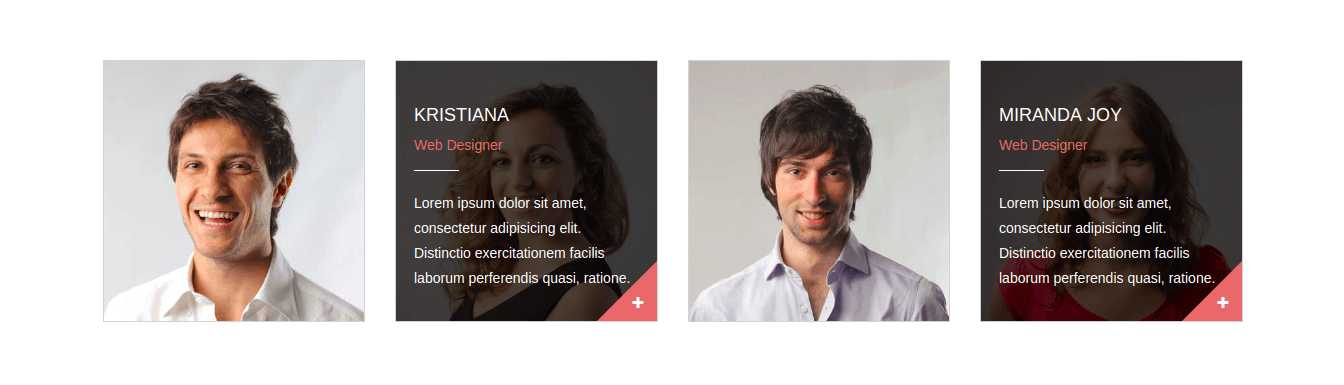 KRISTIANA
Web Designer
Lorem ipsum dolor sit amet,
consectetur adipisicing elit.
Distinctio exercitationem facilis
laborum perferendis quasi, ratione.
+
MIRANDA JOY
Web Designer
Lorem ipsum dolor sit amet,
consectetur adipisicing elit.
Distinctio exercitationem facilis
laborum perferendis quasi, ratione.
+